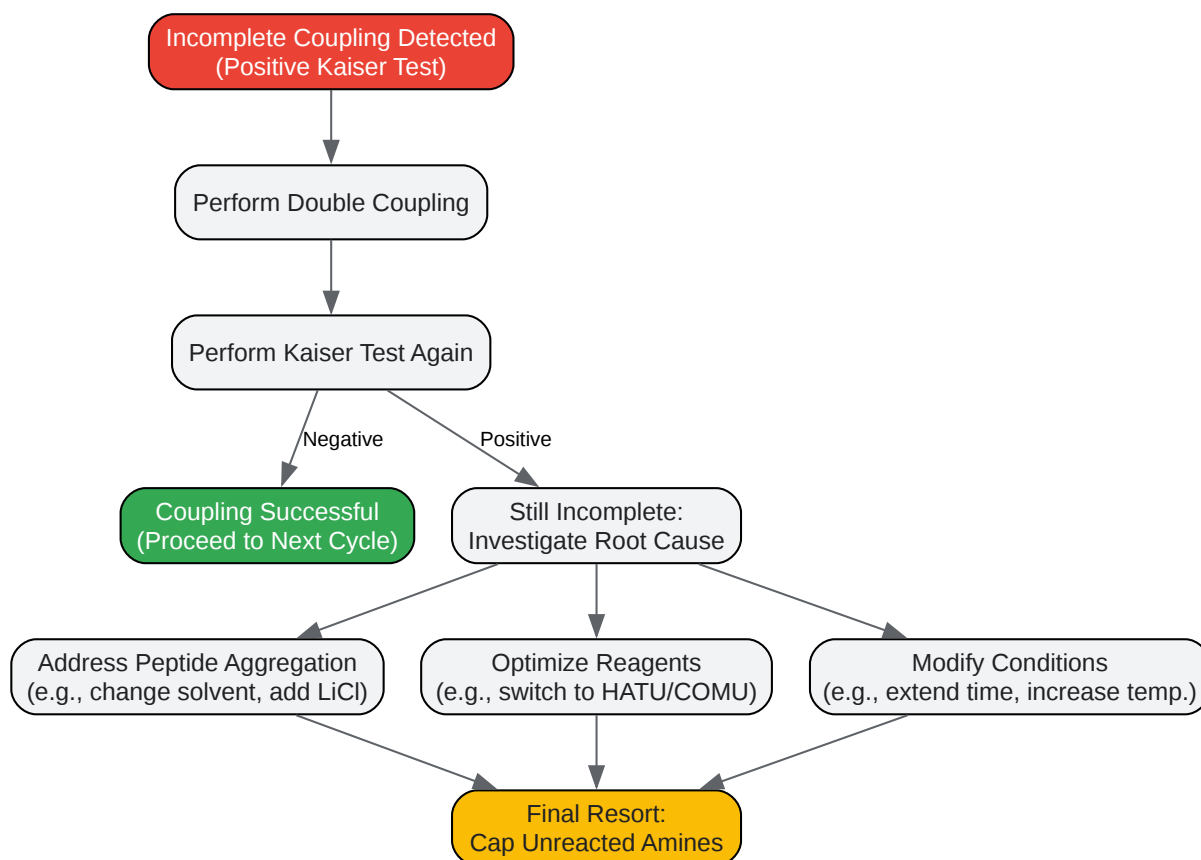 Incomplete Coupling Detected
(Positive Kaiser Test)
Perform Double Coupling
Perform Kaiser Test Again
Negative
Positive
Coupling Successful
(Proceed to Next Cycle)
Still Incomplete:
Investigate Root Cause
Address Peptide Aggregation
(e.g., change solvent, add LiCl)
Optimize Reagents
(e.g., switch to HATU/COMU)
Modify Conditions
(e.g., extend time, increase temp.)
Final Resort:
Cap Unreacted Amines